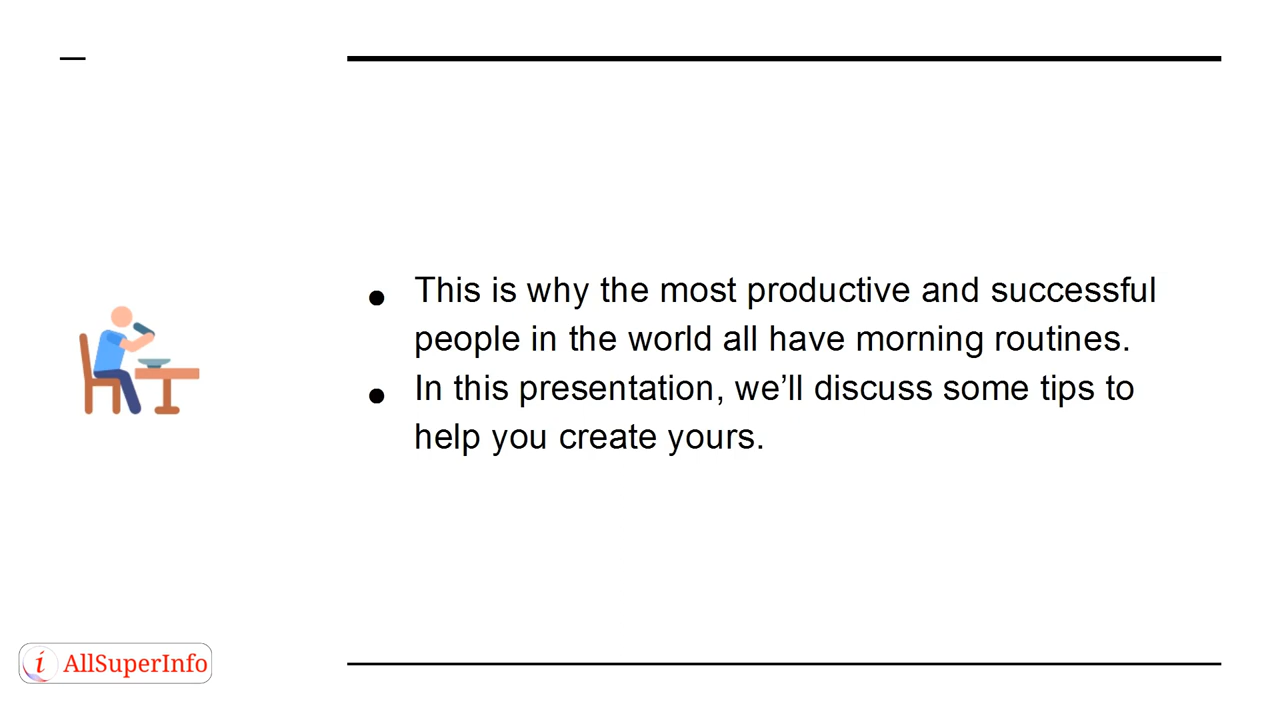 ● This is why the most productive and successful
people in the world all have morning routines.
● In this presentation, we’ll discuss some tips to
help you create yours.
i AllSuperInfo